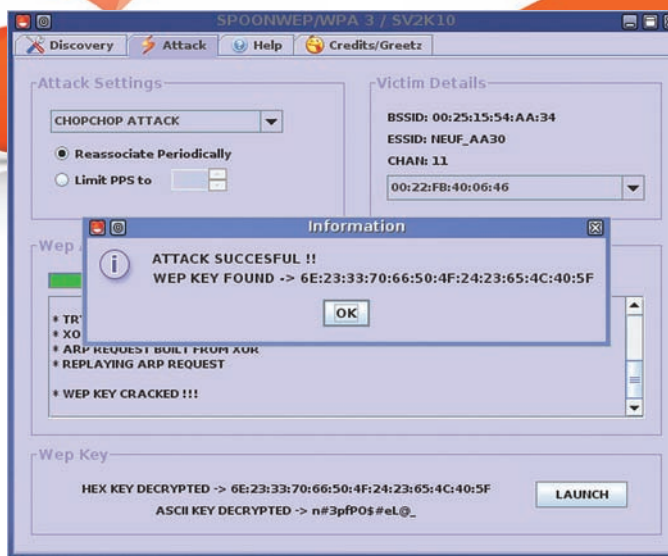 SPOONWEP/WPA 3 / SV2K10
Discovery Attack Help Credits/Greetz
Attack Settings
CHOPCHOP ATTACK
Reassociate Periodically
Limit PPS to
Victim Details
BSSID: 00:25:15:54:AA:34
ESSID: NEUF_AA30
CHAN: 11
00:22:FB:40:06:46
Information
ATTACK SUCCESFUL !!
WEP KEY FOUND -> 6E:23:33:70:66:50:4F:24:23:65:4C:40:5F
OK
Wep
* ARP REQUEST BUILT FROM XOR
* REPLAYING ARP REQUEST
* WEP KEY CRACKED !!!
Wep Key
HEX KEY DECRYPTED -> 6E:23:33:70:66:50:4F:24:23:65:4C:40:5F
ASCII KEY DECRYPTED -> n#3pfPO$#eL@_
LAUNCH